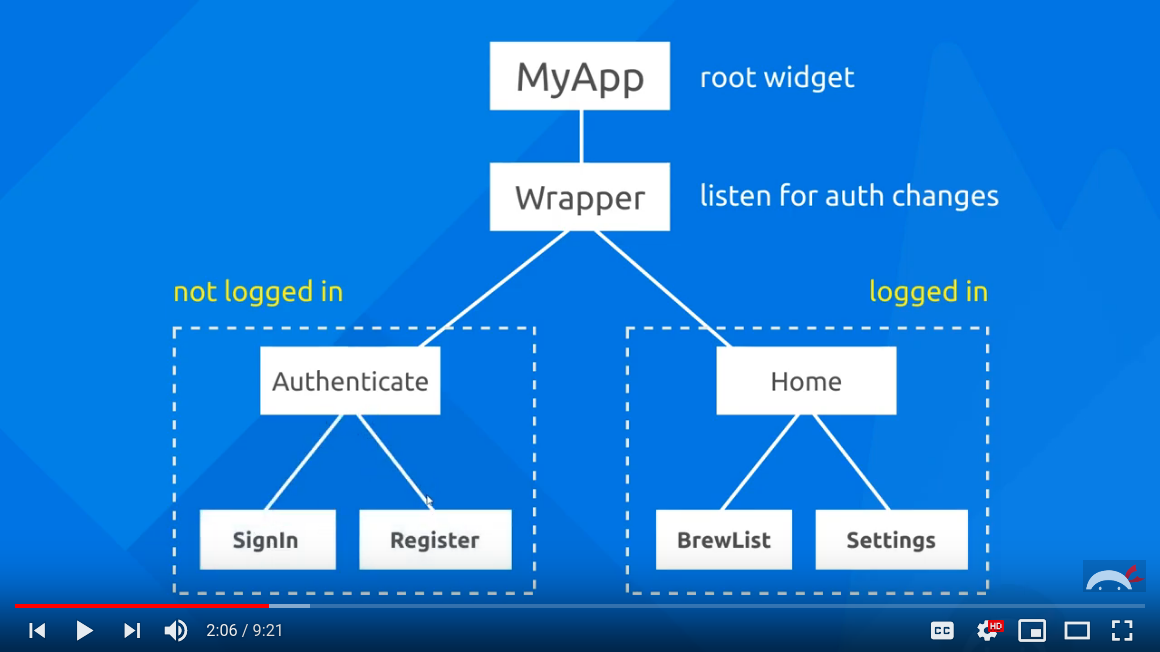 MyApp root widget
Wrapper listen for auth changes
not logged in logged in
Authenticate Home
SignIn Register BrewList Settings
2:06 / 9:21 CC HD